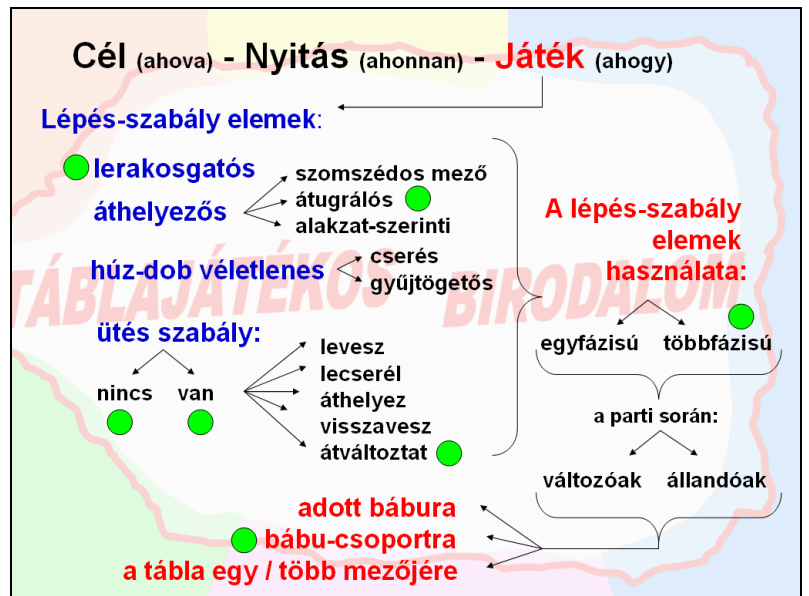 Cél (ahova) - Nyitás (ahonnan) - Játék (ahogy)
Lépés-szabály elemek:
lerakosgatós
áthelyezős
szomszédos mező
átugrálós
alakzat-szerinti
húz-dob véletlenes
cserés
gyűjtögetős
ütés szabály:
nincs
van
levesz
lecserél
áthelyez
visszavesz
átváltoztat
A lépés-szabály
elemek
használata:
egyfázisú
többfázisú
a parti során:
változóak
állandóak
adott bábura
bábu-csoportra
a tábla egy / több mezőjére
TÁBLAJÁTÉKOS BIRODALOM